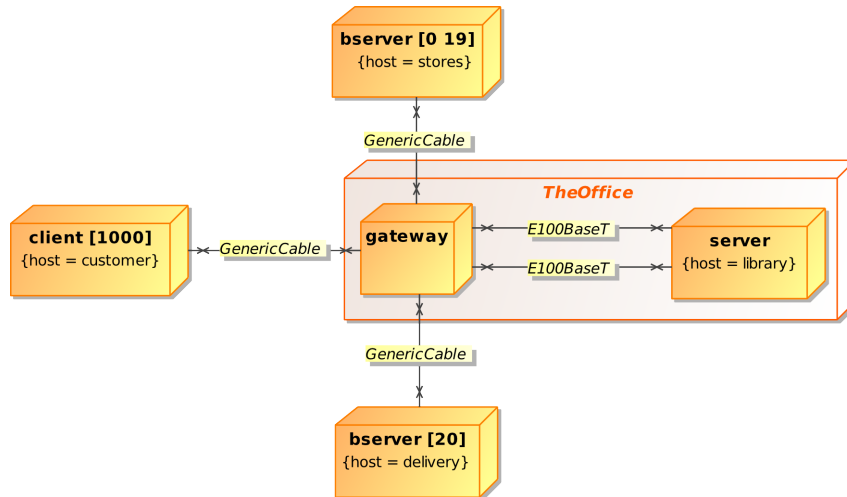 bserver [0 19]
{host = stores}
GenericCable
TheOffice
client [1000]
{host = customer}
GenericCable
gateway
E100BaseT
E100BaseT
server
{host = library}
GenericCable
bserver [20]
{host = delivery}